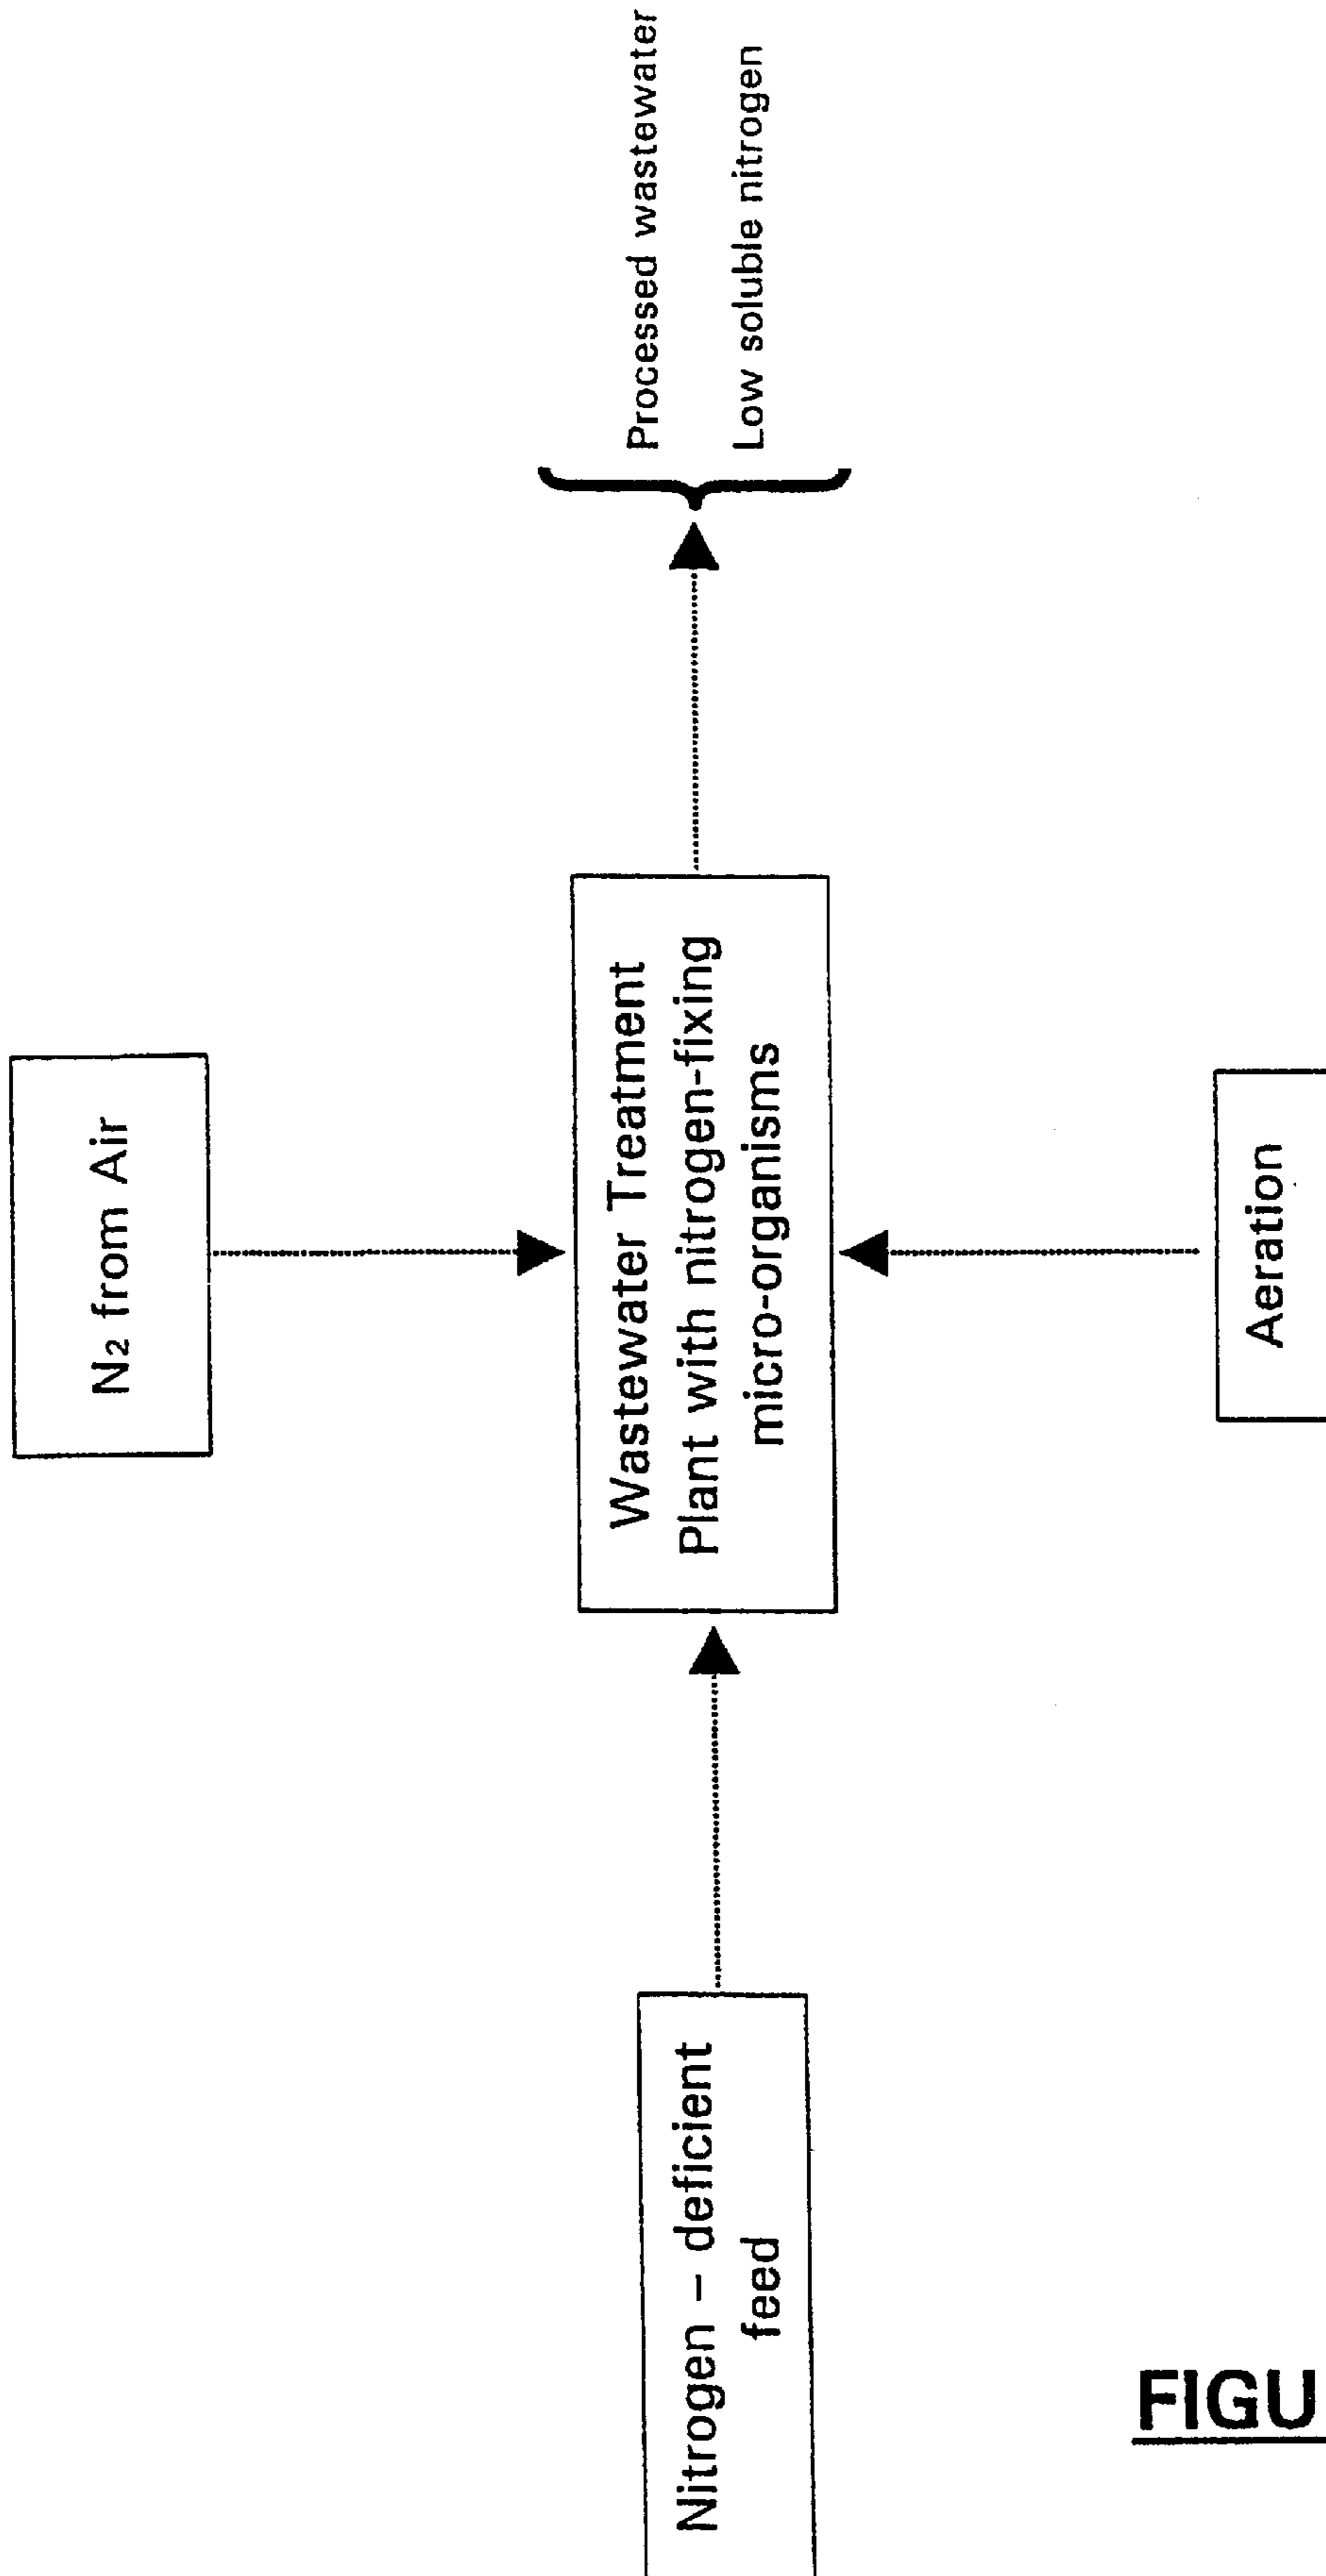 N2 from Air
Nitrogen – deficient
feed
Wastewater Treatment
Plant with nitrogen-fixing
micro-organisms
Processed wastewater
Low soluble nitrogen
Aeration
FIGU